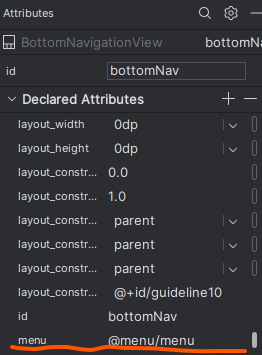 Attributes
BottomNavigationView bottomNa
id bottomNav
Declared Attributes
layout_width 0dp
layout_height 0dp
layout_constr... 0.0
layout_constr... 1.0
layout_constr... parent
layout_constr... parent
layout_constr... parent
layout_constr... @+id/guideline10
id bottomNav
menu @menu/menu